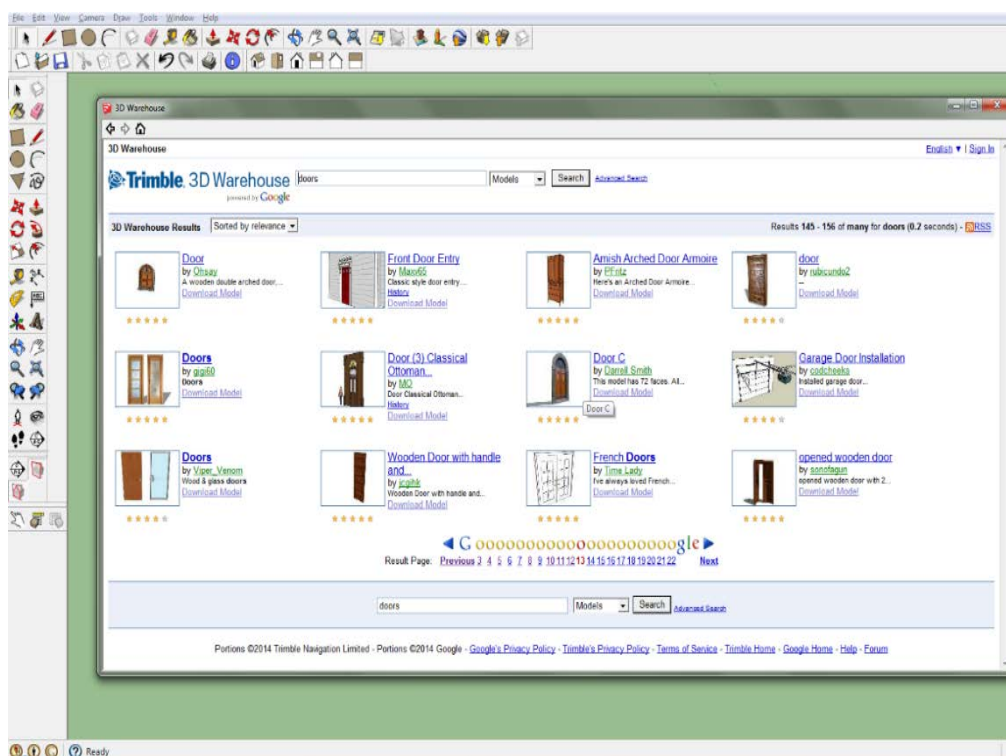 File Edit View Camera Draw Tools Window Help
3D Warehouse
3D Warehouse
English ▼ | Sign In
Trimble. 3D Warehouse doors Models Search Advanced Search
powered by Google
3D Warehouse Results Sorted by relevance Results 145 - 156 of many for doors (0.2 seconds) - RSS
Door
by Ohsay
A wooden double arched door,...
Download Model
Front Door Entry
by Maxv65
Classic style door entry...
History
Download Model
Amish Arched Door Armoire
by PFritz
Here's an Arched Door Armoire...
Download Model
door
by rubicundo2
...
Download Model
Doors
by gigi60
Doors
Download Model
Door (3) Classical
Ottoman...
by MO
Door Classical Ottoman...
History
Download Model
Door C
by Darrell Smith
This model has 72 faces. Al...
Download Model
Door C
Garage Door Installation
by codcheeks
Installed garage door...
Download Model
Doors
by Viper_Venom
Wood & glass doors
Download Model
Wooden Door with handle
and...
by jcgihk
Wooden Door with handle and...
Download Model
French Doors
by Time Lady
I've always loved French...
Download Model
opened wooden door
by sonofagun
opened wooden door with 2...
Download Model
Goooooooooooooooooooogle
Result Page: Previous 3 4 5 6 7 8 9 10 11 12 13 14 15 16 17 18 19 20 21 22 Next
doors Models Search Advanced Search
Portions ©2014 Trimble Navigation Limited - Portions ©2014 Google - Google's Privacy Policy - Trimble's Privacy Policy - Terms of Service - Trimble Home - Google Home - Help - Forum
Ready